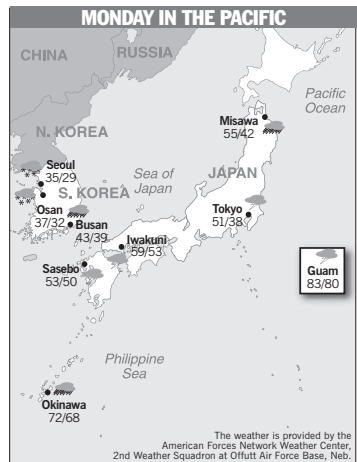 MONDAY IN THE PACIFIC
CHINA
RUSSIA
Pacific
Ocean
N. KOREA
Misawa
55/42
Seoul
35/29
Sea of
Japan
JAPAN
S. KOREA
Osan
37/32
Busan
43/39
Tokyo
51/38
Iwakuni
59/53
Sasebo
53/50
Guam
83/80
Philippine
Sea
Okinawa
72/68
The weather is provided by the
American Forces Network Weather Center,
2nd Weather Squadron at Offutt Air Force Base, Neb.